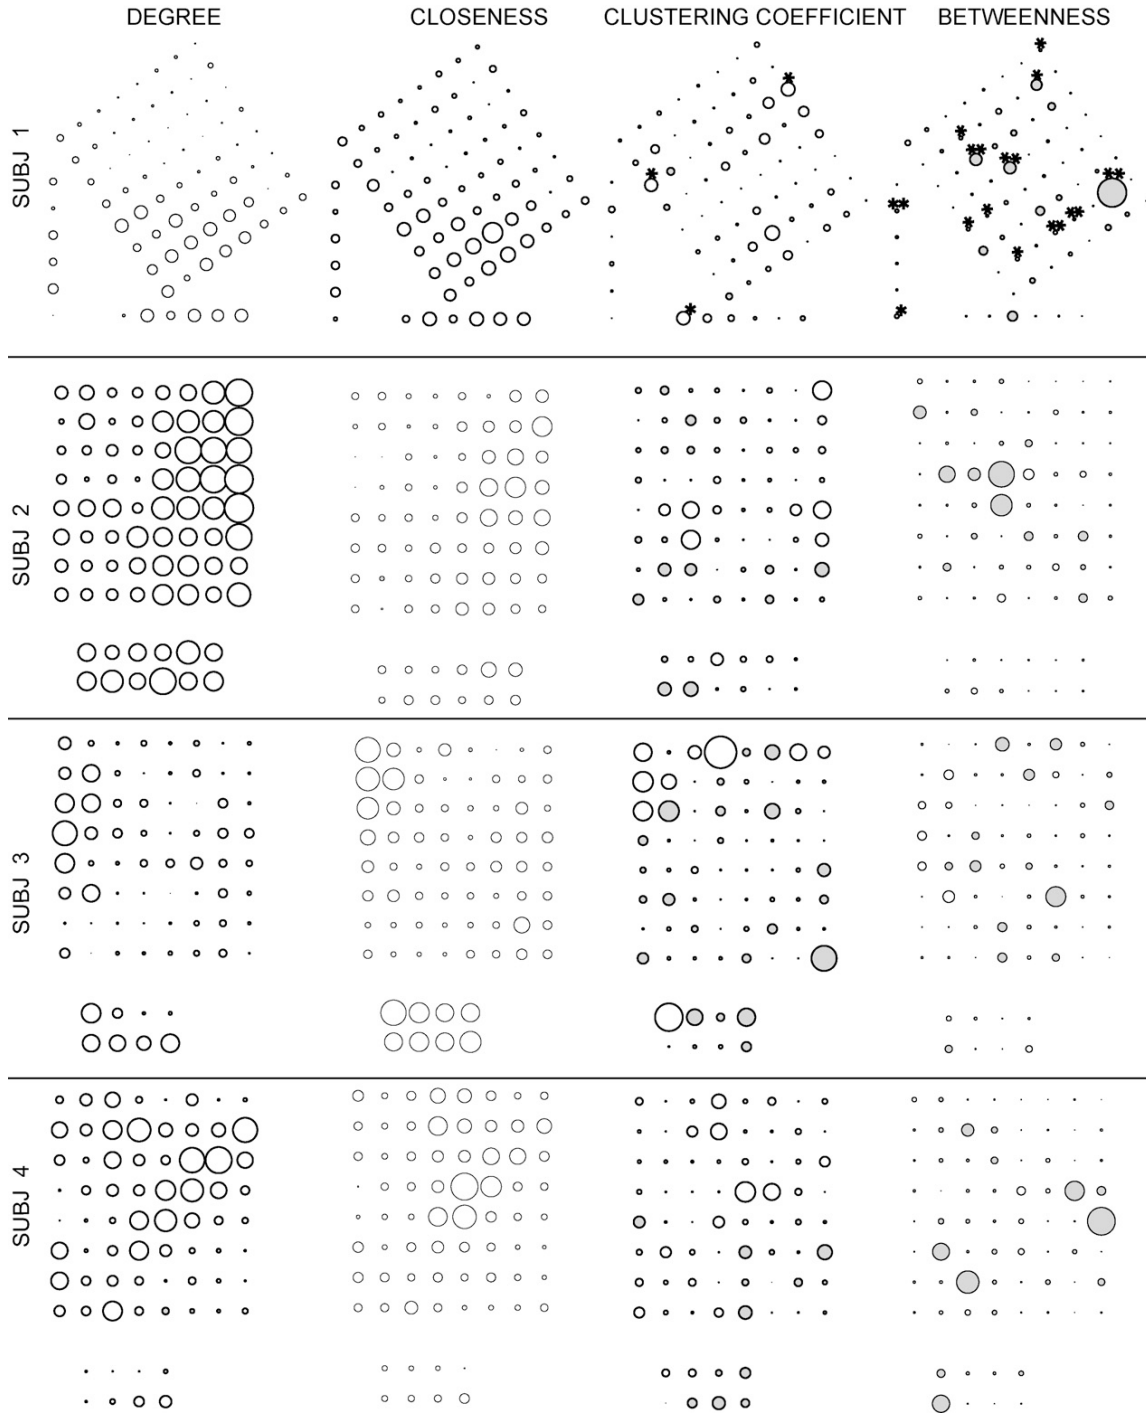 DEGREE CLOSENESS CLUSTERING COEFFICIENT BETWEENNESS
SUBJ 1
SUBJ 2
SUBJ 3
SUBJ 4